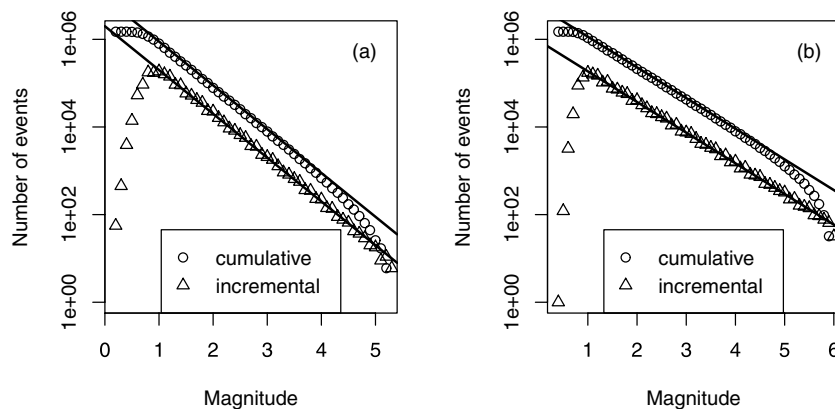 (a)
Number of events
1e+06
1e+04
1e+02
1e+00
cumulative
incremental
0 1 2 3 4 5
Magnitude
(b)
Number of events
1e+06
1e+04
1e+02
1e+00
cumulative
incremental
1 2 3 4 5 6
Magnitude